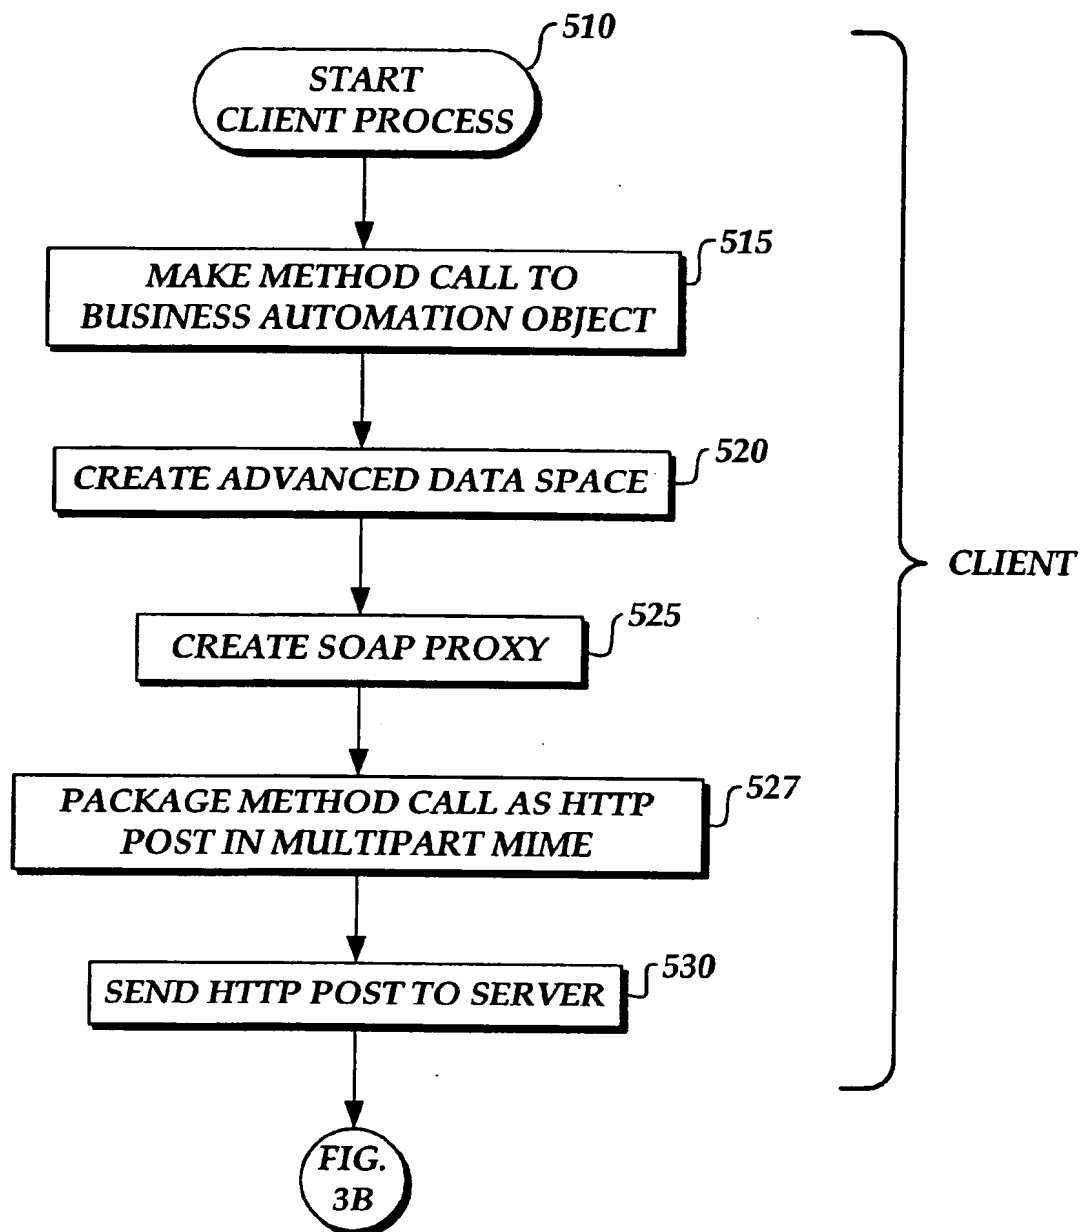 510
START
CLIENT PROCESS
515
MAKE METHOD CALL TO
BUSINESS AUTOMATION OBJECT
520
CREATE ADVANCED DATA SPACE
525
CREATE SOAP PROXY
CLIENT
527
PACKAGE METHOD CALL AS HTTP
POST IN MULTIPART MIME
530
SEND HTTP POST TO SERVER
FIG.
3B